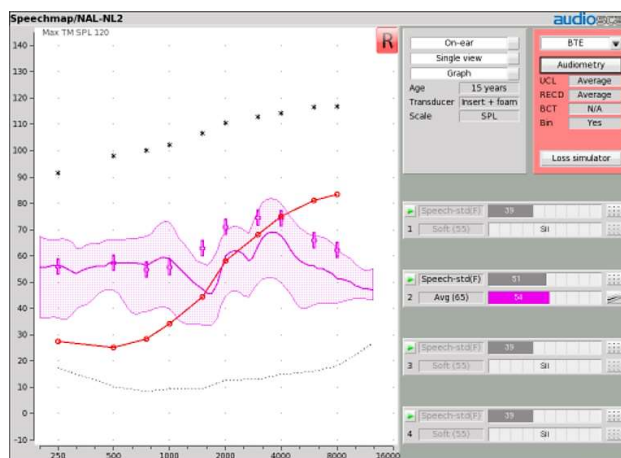 Speechmap/NAL-NL2
audiosca
Max TM SPL 120
R
140
130
120
110
100
90
80
70
60
50
40
30
20
10
0
-10
250
500
1000
2000
4000
8000
16000
On-ear
Single view
Graph
Age 15 years
Transducer Insert + foam
Scale SPL
BTE
Audiometry
UCL Average
RECD Average
BCT N/A
Bin Yes
Loss simulator
Speech-std(F) 39
1 Soft (55) SII
Speech-std(F) 51
2 Avg (65) 54
Speech-std(F) 39
3 Soft (55) SII
Speech-std(F) 39
4 Soft (55) SII